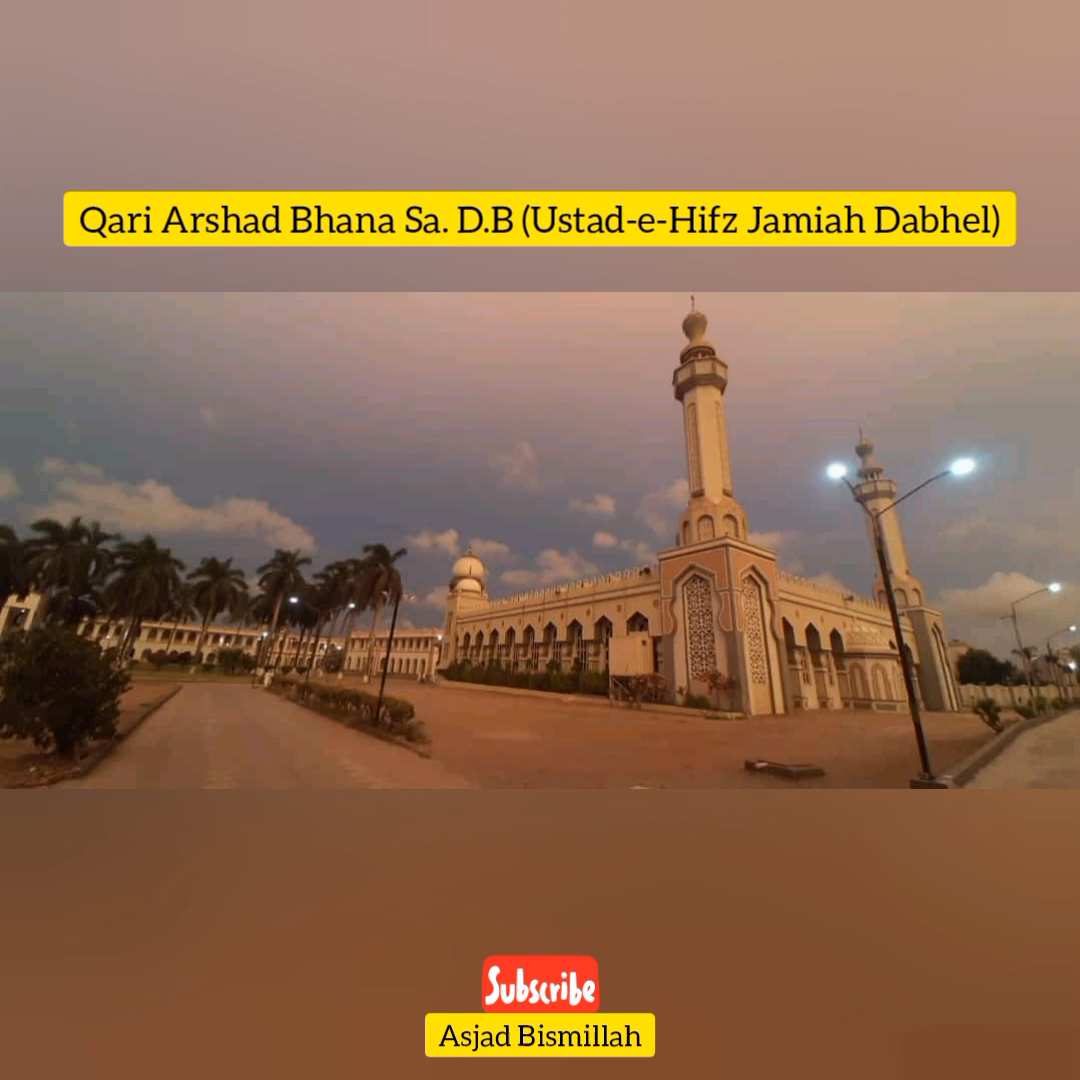 Qari Arshad Bhana Sa. D.B (Ustad-e-Hifz Jamiah Dabhel)
Subscribe
Asjad Bismillah